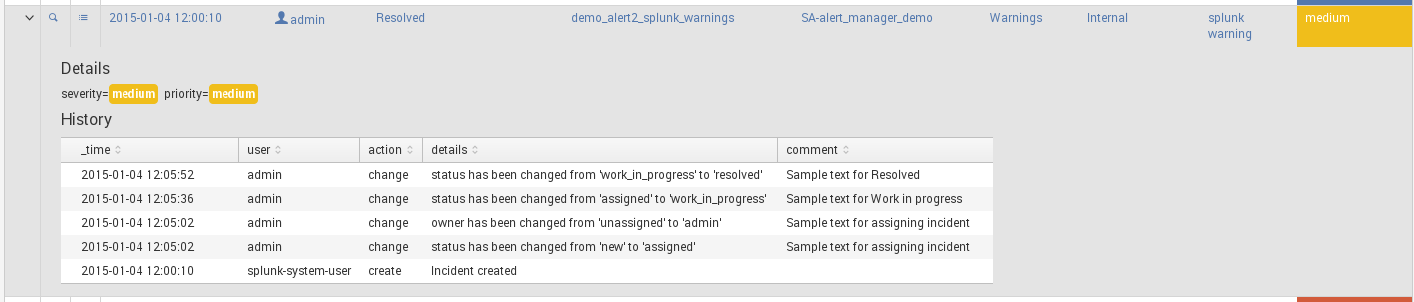 2015-01-04 12:00:10 admin Resolved demo_alert2_splunk_warnings SA-alert_manager_demo Warnings Internal splunk warning medium
Details
severity=medium priority=medium
History
_time user action details comment
2015-01-04 12:05:52 admin change status has been changed from 'work_in_progress' to 'resolved' Sample text for Resolved
2015-01-04 12:05:36 admin change status has been changed from 'assigned' to 'work_in_progress' Sample text for Work in progress
2015-01-04 12:05:02 admin change owner has been changed from 'unassigned' to 'admin' Sample text for assigning incident
2015-01-04 12:05:02 admin change status has been changed from 'new' to 'assigned' Sample text for assigning incident
2015-01-04 12:00:10 splunk-system-user create Incident created